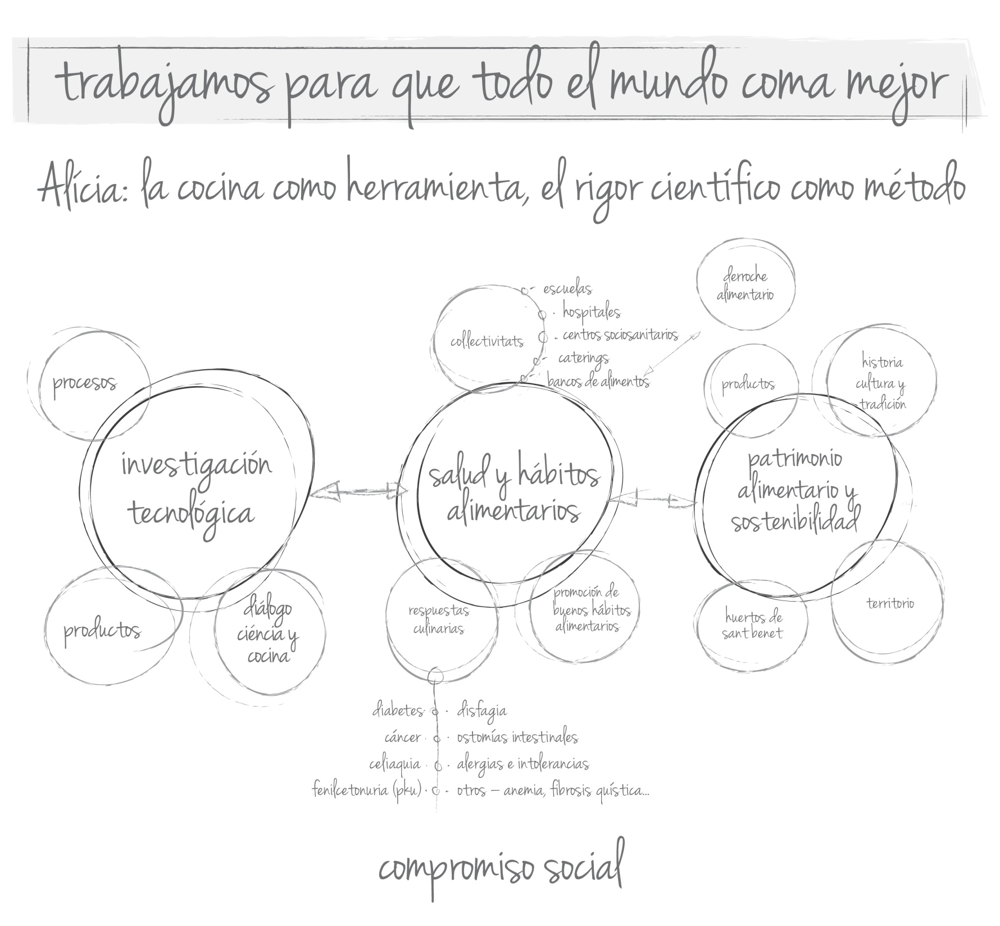 trabajamos para que todo el mundo coma mejor
Alícia: la cocina como herramienta, el rigor científico como método
derroche
alimentario
escuelas
hospitales
centros sociosanitarios
caterings
bancos de alimentos
col.lectivitats
procesos
productos
historia
cultura y
tradición
investigación
tecnológica
salud y hábitos
alimentarios
patrimonio
alimentario y
sostenibilidad
productos
diálogo
ciéncia y
cocina
respuestas
culinarias
promoción de
buenos hábitos
alimentarios
huertos de
sant benet
territorio
diabetes · disfagia
cáncer · ostomías intestinales
celiaquia · alergias e intolerancias
fenilcetonuria (pku) · otros – anemia, fibrosis quística...
compromiso social